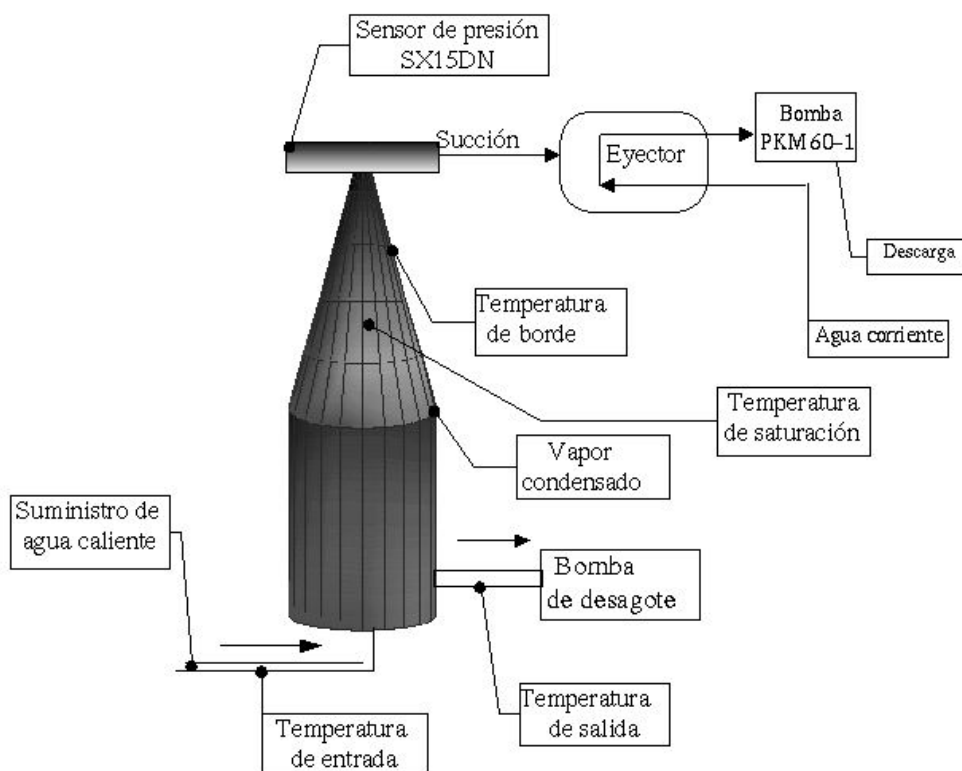 Sensor de presión
SX15DN
Succión
Eyector
Bomba
PKM 60-1
Descarga
Agua corriente
Temperatura
de borde
Temperatura
de saturación
Vapor
condensado
Suministro de
agua caliente
Bomba
de desagote
Temperatura
de salida
Temperatura
de entrada